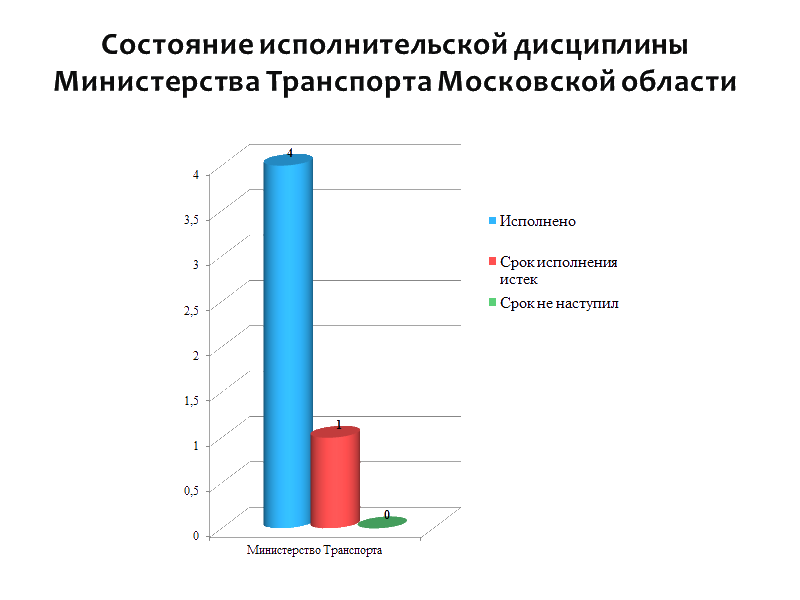 Состояние исполнительской дисциплины
Министерства Транспорта Московской области
4
4
3,5
3
2,5
2
1,5
1
1
0,5
0
0
Министерство Транспорта
Исполнено
Срок исполнения
истек
Срок не наступил